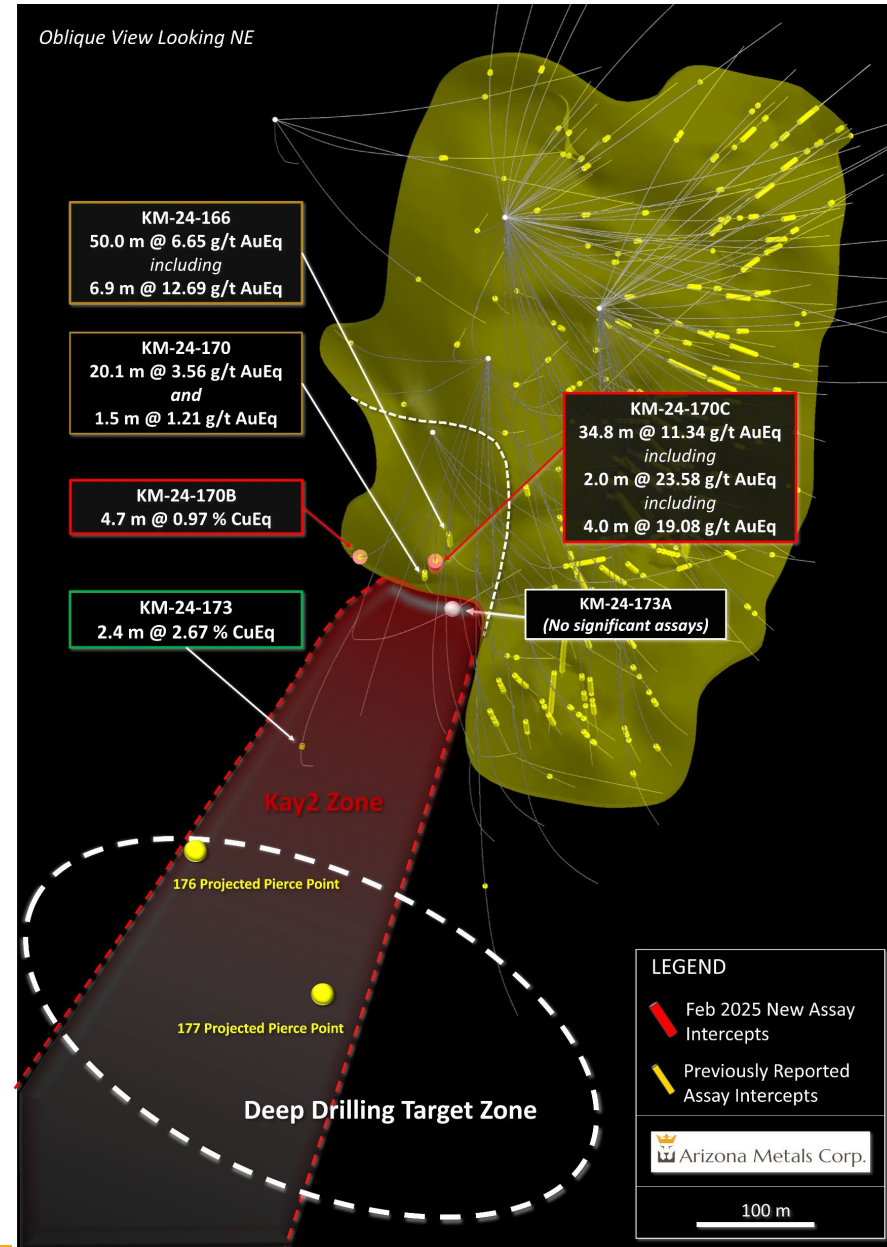 Oblique View Looking NE
KM-24-166
50.0 m @ 6.65 g/t AuEq
including
6.9 m @ 12.69 g/t AuEq
KM-24-170
20.1 m @ 3.56 g/t AuEq
and
1.5 m @ 1.21 g/t AuEq
KM-24-170C
34.8 m @ 11.34 g/t AuEq
including
2.0 m @ 23.58 g/t AuEq
including
4.0 m @ 19.08 g/t AuEq
KM-24-170B
4.7 m @ 0.97 % CuEq
KM-24-173
2.4 m @ 2.67 % CuEq
KM-24-173A
(No significant assays)
Kay2 Zone
176 Projected Pierce Point
177 Projected Pierce Point
Deep Drilling Target Zone
LEGEND
Feb 2025 New Assay
Intercepts
Previously Reported
Assay Intercepts
Arizona Metals Corp.
100 m